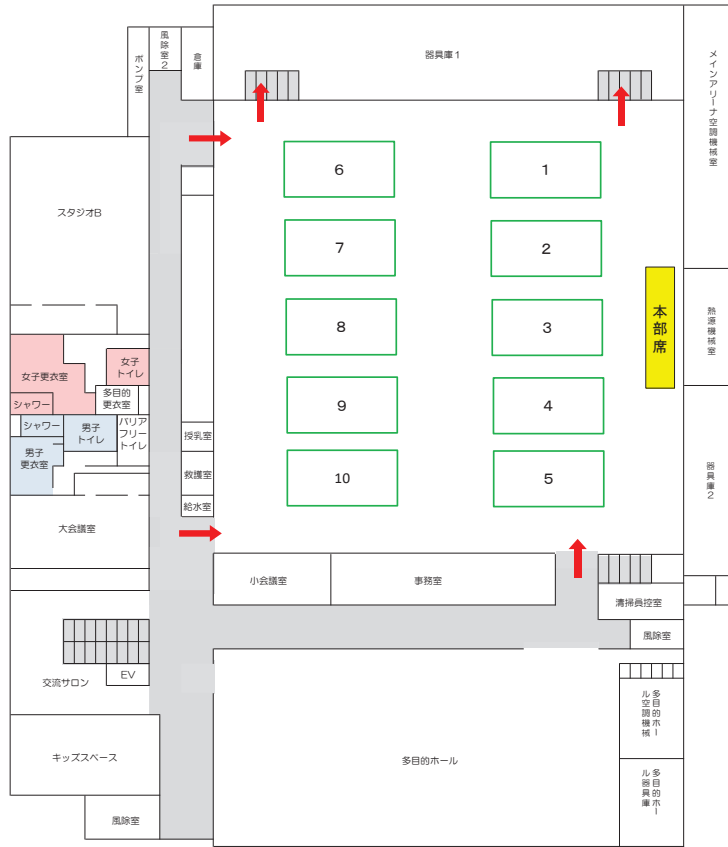 風除室2
倉庫
ポンプ室
器具庫1
メインアリーナ空調機械室
スタジオB
6
1
7
2
8
3
9
4
10
5
本部席
熱源機械室
器具庫2
女子更衣室
女子
トイレ
シャワー
多目的
更衣室
シャワー
男子
トイレ
バリア
フリー
トイレ
男子
更衣室
授乳室
救護室
給水室
大会議室
小会議室
事務室
清掃員控室
風除室
交流サロン
EV
キッズスペース
風除室
多目的ホール
多目的ホー
ル空調機械
多目的ホー
ル器具庫